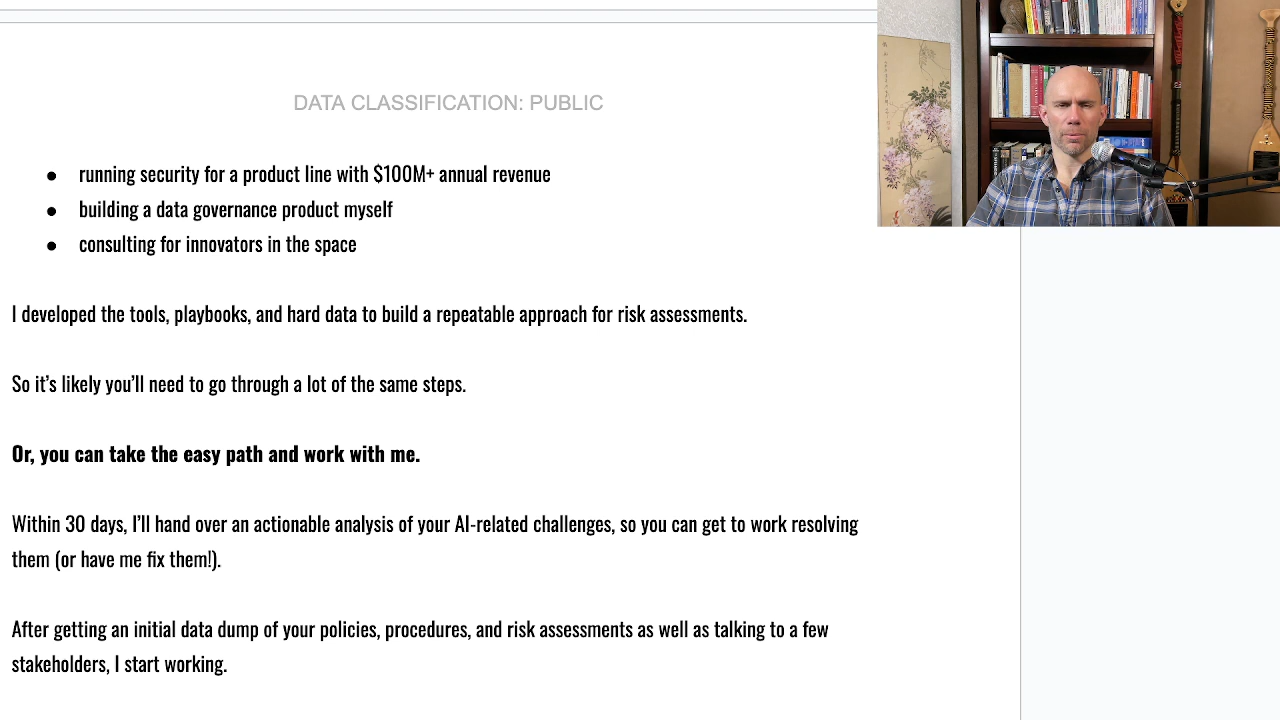 DATA CLASSIFICATION: PUBLIC
● running security for a product line with $100M+ annual revenue
● building a data governance product myself
● consulting for innovators in the space
I developed the tools, playbooks, and hard data to build a repeatable approach for risk assessments.
So it’s likely you’ll need to go through a lot of the same steps.
Or, you can take the easy path and work with me.
Within 30 days, I’ll hand over an actionable analysis of your AI-related challenges, so you can get to work resolving
them (or have me fix them!).
After getting an initial data dump of your policies, procedures, and risk assessments as well as talking to a few
stakeholders, I start working.